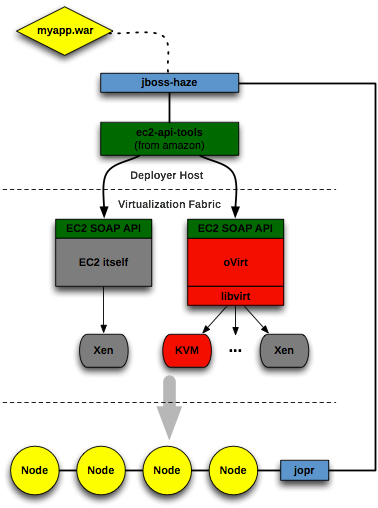 myapp.war
jboss-haze
ec2-api-tools
(from amazon)
Deployer Host
Virtualization Fabric
EC2 SOAP API
EC2 itself
EC2 SOAP API
oVirt
libvirt
Xen
KVM
...
Xen
Node
Node
Node
Node
jopr